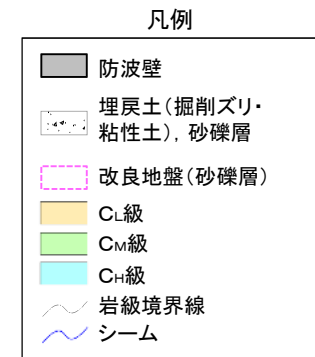 凡例
防波壁
埋戻土（掘削ズリ・
粘性土），砂礫層
改良地盤（砂礫層）
CL級
CM級
CH級
岩級境界線
シーム